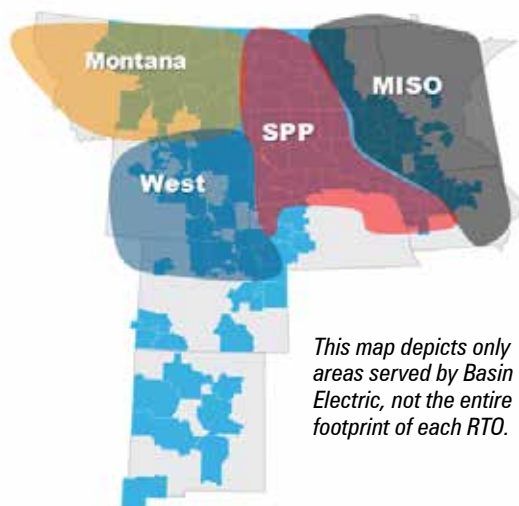 Montana
MISO
SPP
West
This map depicts only
areas served by Basin
Electric, not the entire
footprint of each RTO.